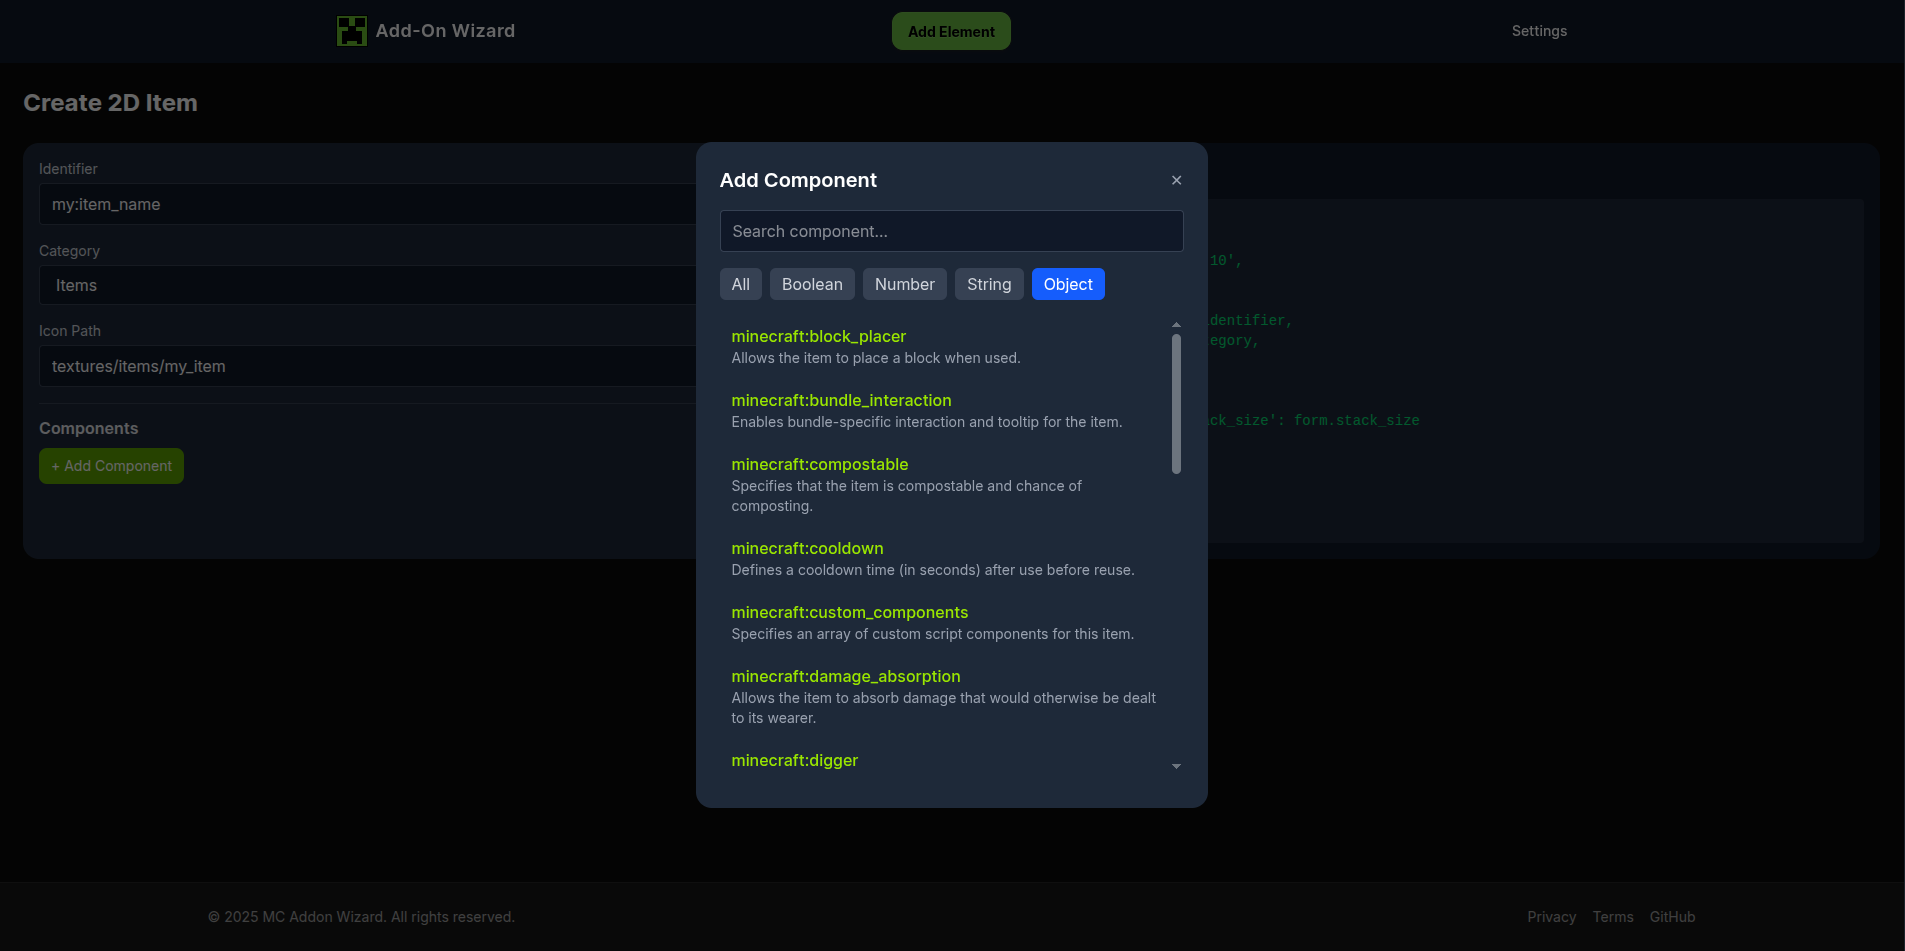 Add-On Wizard
Add Element
Settings
Create 2D Item
Identifier
my:item_name
Category
Items
Icon Path
textures/items/my_item
Components
+ Add Component
Add Component
×
Search component...
All Boolean Number String Object
minecraft:block_placer
Allows the item to place a block when used.
minecraft:bundle_interaction
Enables bundle-specific interaction and tooltip for the item.
minecraft:compostable
Specifies that the item is compostable and chance of
composting.
minecraft:cooldown
Defines a cooldown time (in seconds) after use before reuse.
minecraft:custom_components
Specifies an array of custom script components for this item.
minecraft:damage_absorption
Allows the item to absorb damage that would otherwise be dealt
to its wearer.
minecraft:digger
10',
dentifier,
egory,
ck_size': form.stack_size
© 2025 MC Addon Wizard. All rights reserved.
Privacy Terms GitHub